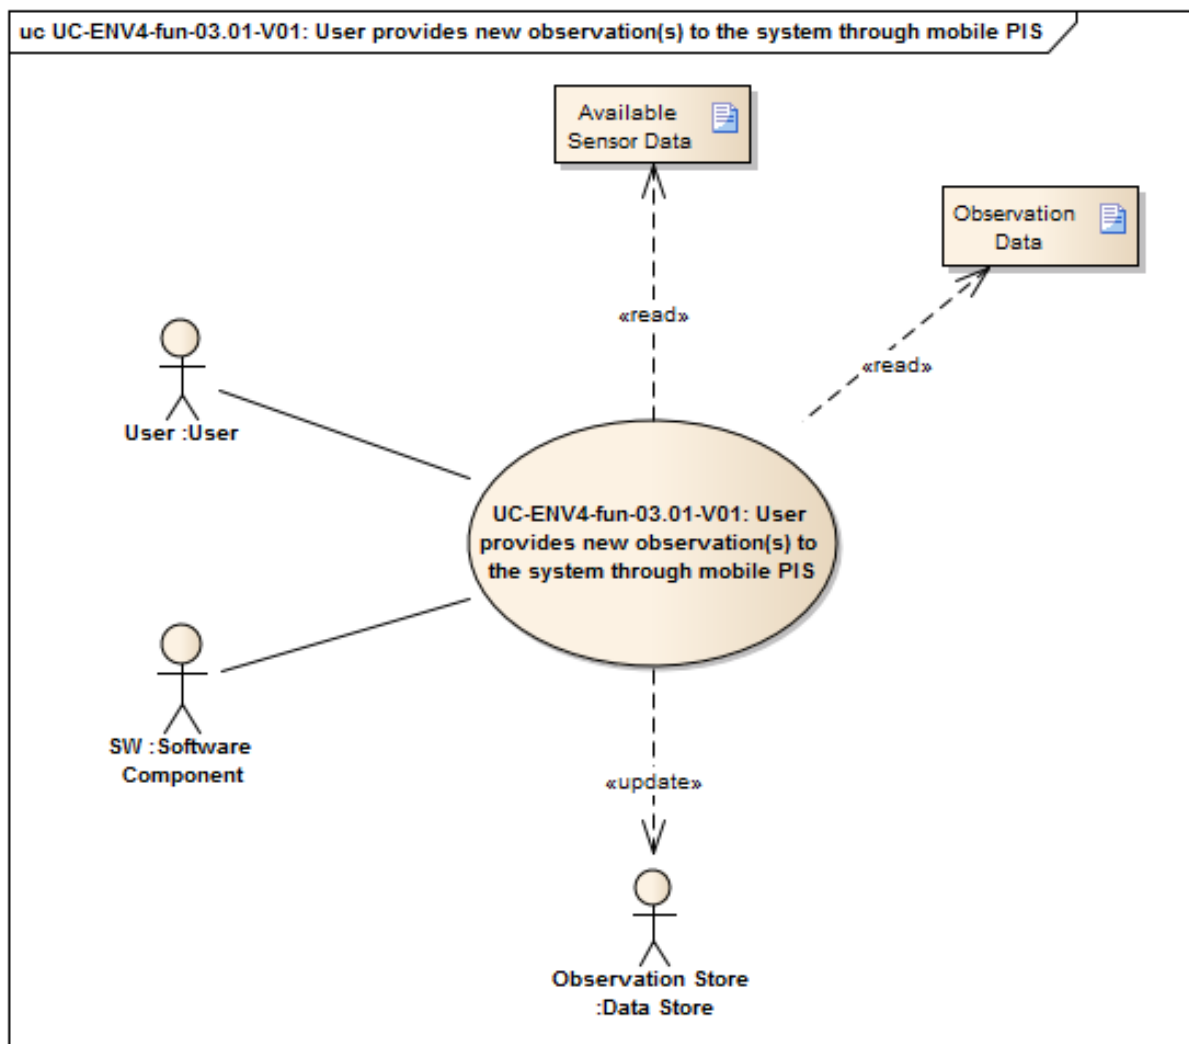 uc UC-ENV4-fun-03.01-V01: User provides new observation(s) to the system through mobile PIS
Available
Sensor Data
Observation
Data
«read»
«read»
User :User
UC-ENV4-fun-03.01-V01: User
provides new observation(s) to
the system through mobile PIS
SW :Software
Component
«update»
Observation Store
:Data Store